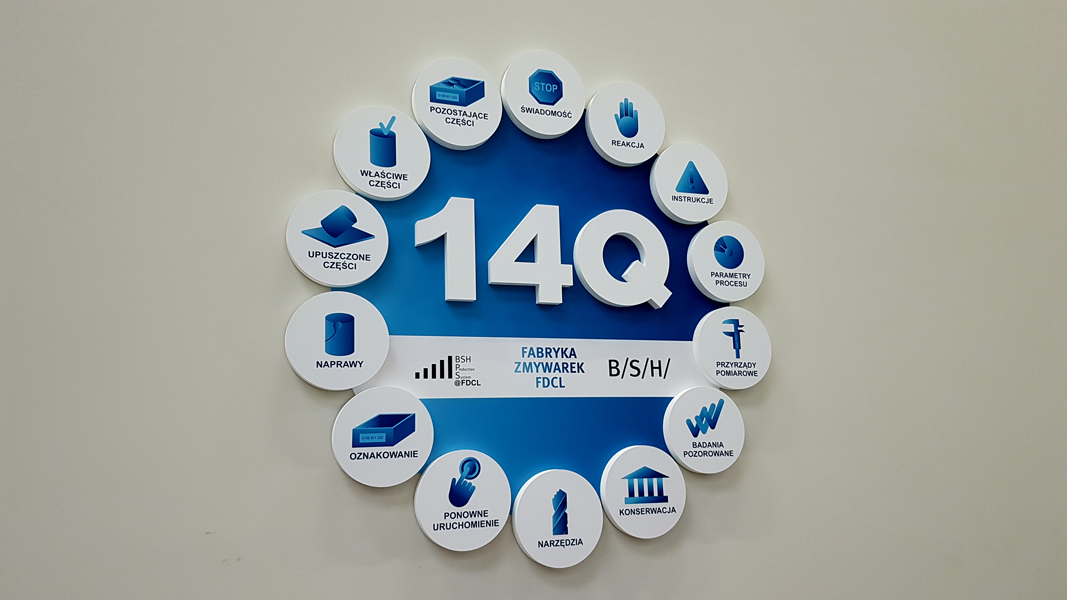 STOP
ŚWIADOMOŚĆ
REAKCJA
INSTRUKCJE
PARAMETRY
PROCESU
PRZYRZĄDY
POMIAROWE
BADANIA
POZOROWANE
KONSERWACJA
NARZĘDZIA
PONOWNE
URUCHOMIENIE
OZNAKOWANIE
NAPRAWY
UPUSZCZONE
CZĘŚCI
WŁAŚCIWE
CZĘŚCI
POZOSTAJĄCE
CZĘŚCI
14Q
BSH
Production
System
@FDCL
FABRYKA
ZMYWAREK
FDCL
B/S/H/